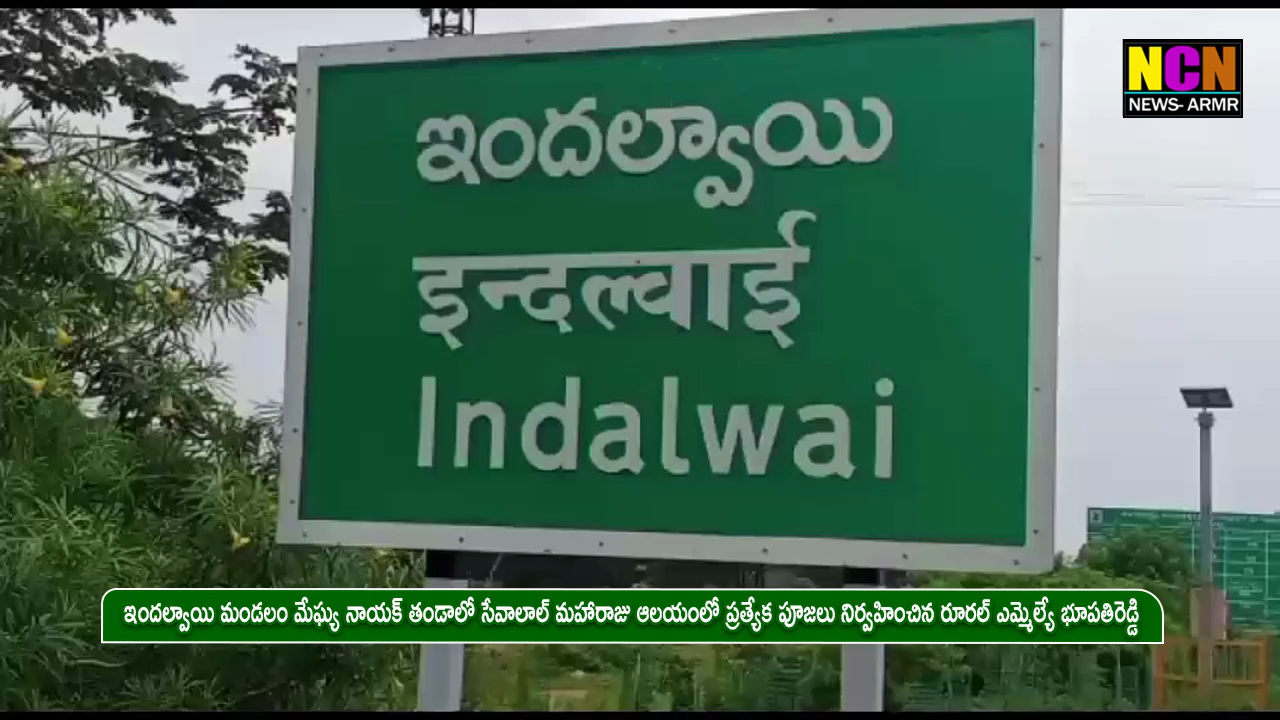 NCN
NEWS- ARMR
ఇందల్వాయి
इन्दल्वाई
Indalwai
ఇందల్వాయి మండలం మేఘ్య నాయక్ తండాలో సేవాలాల్ మహారాజు ఆలయంలో ప్రత్యేక పూజలు నిర్వహించిన రూరల్ ఎమ్మెల్యే భూపతిరెడ్డి